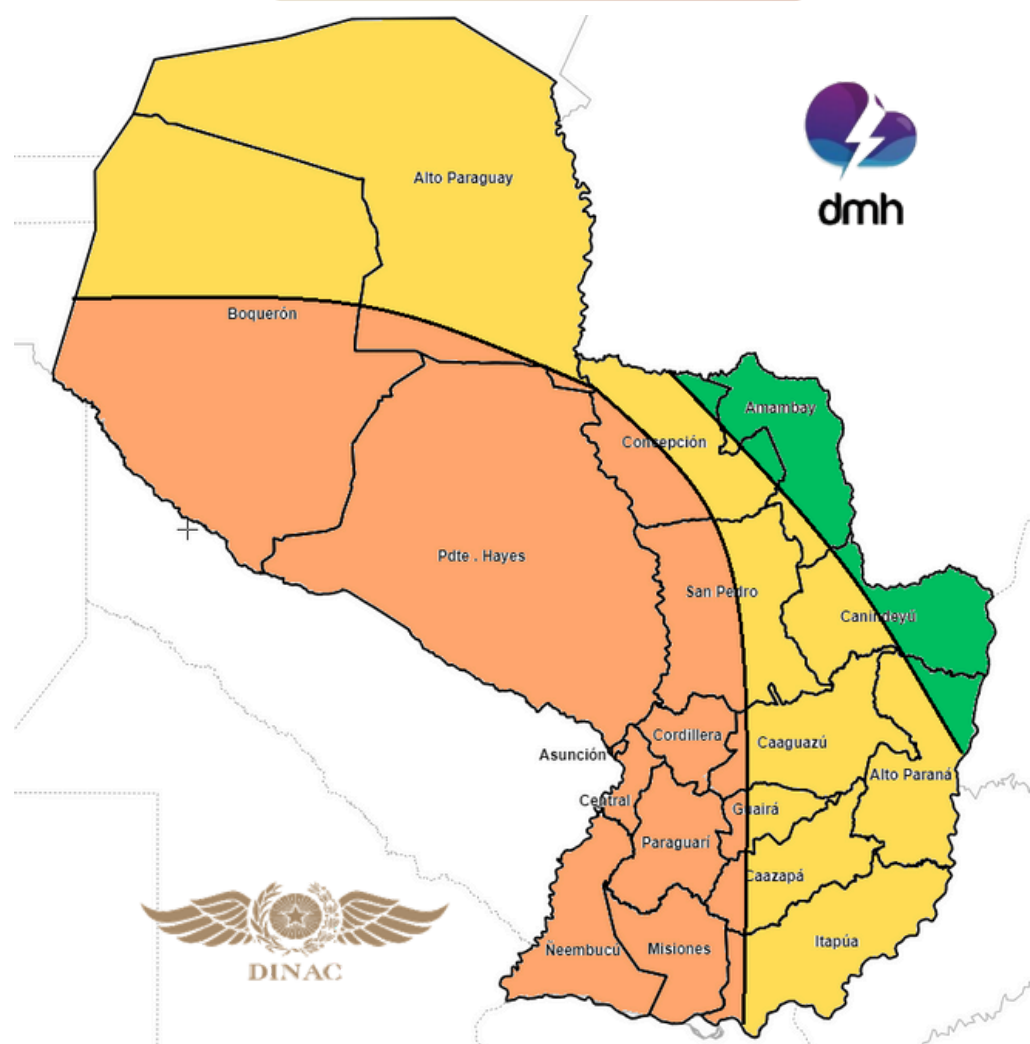 Alto Paraguay
dmh
Boquerón
Amambay
Concepción
Pdte . Hayes
San Pedro
Canindeyú
Cordillera
Asunción
Caaguazú
Alto Paraná
Central
Guairá
Paraguarí
Caazapá
Itapúa
Ñeembucú
Misiones
DINAC